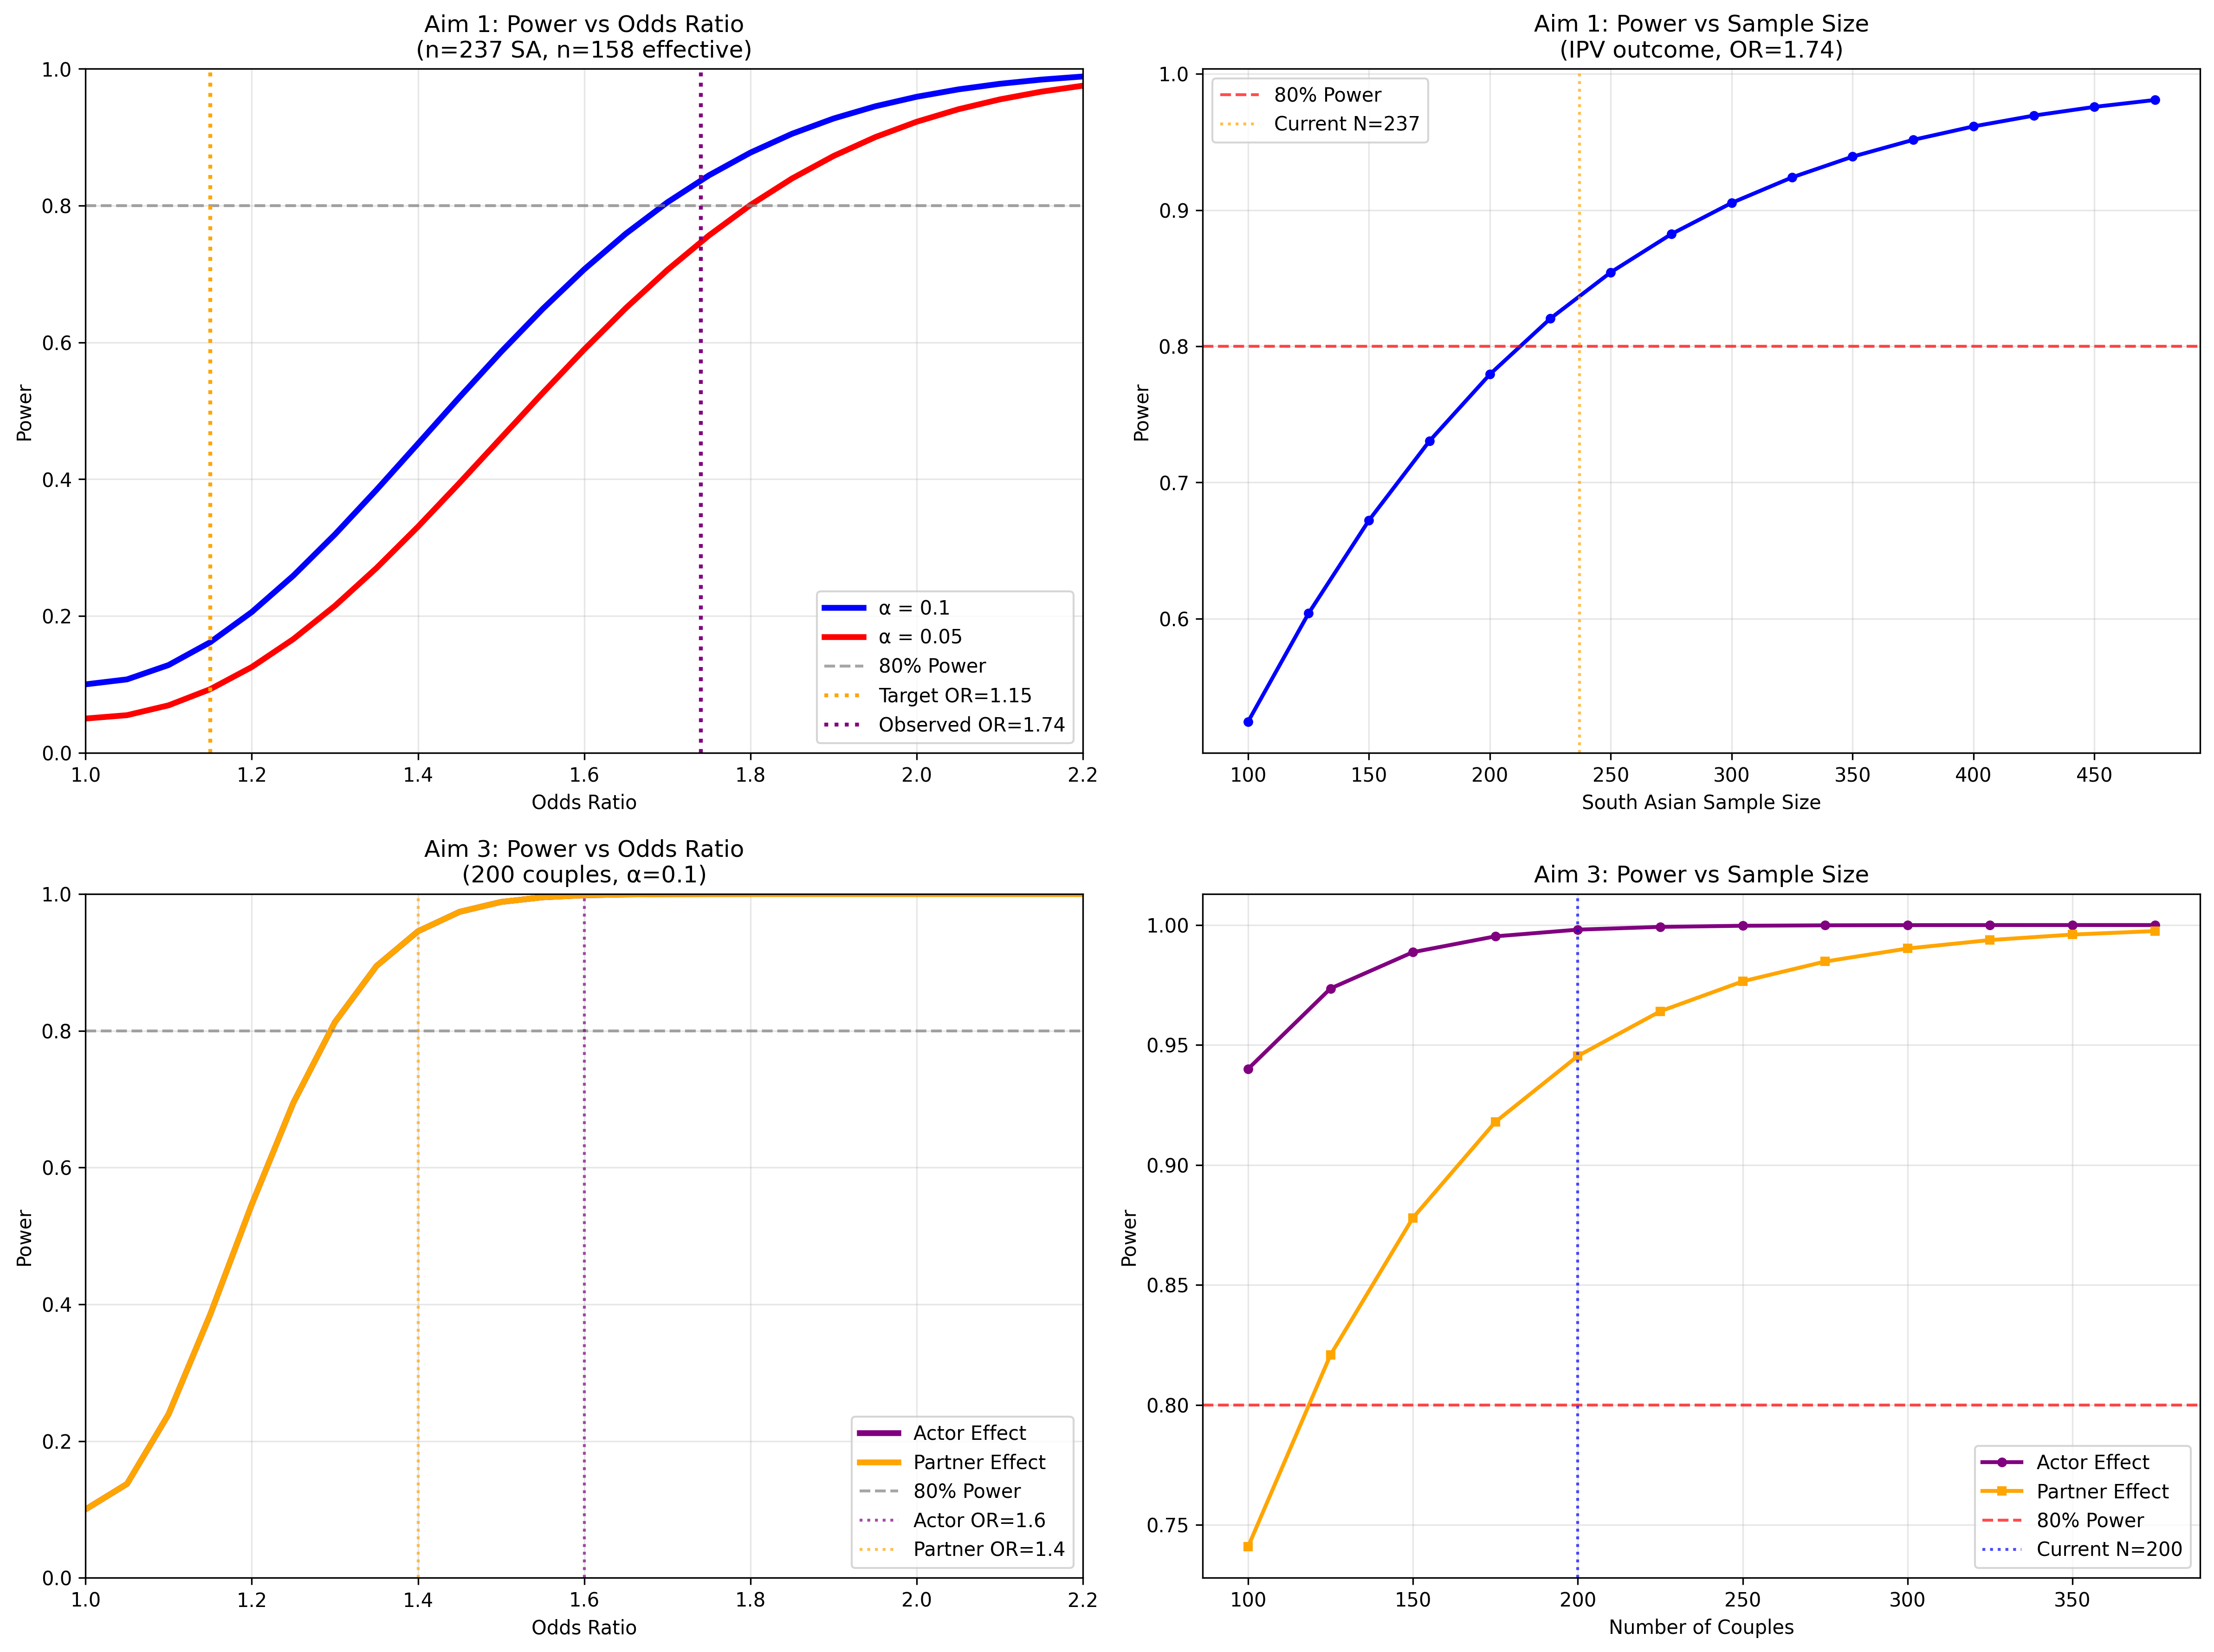 Aim 1: Power vs Odds Ratio
(n=237 SA, n=158 effective)
Power
1.0
0.8
0.6
0.4
0.2
0.0
1.0 1.2 1.4 1.6 1.8 2.0 2.2
Odds Ratio
α = 0.1
α = 0.05
80% Power
Target OR=1.15
Observed OR=1.74
Aim 1: Power vs Sample Size
(IPV outcome, OR=1.74)
Power
1.0
0.9
0.8
0.7
0.6
100 150 200 250 300 350 400 450
South Asian Sample Size
80% Power
Current N=237
Aim 3: Power vs Odds Ratio
(200 couples, α=0.1)
Power
1.0
0.8
0.6
0.4
0.2
0.0
1.0 1.2 1.4 1.6 1.8 2.0 2.2
Odds Ratio
Actor Effect
Partner Effect
80% Power
Actor OR=1.6
Partner OR=1.4
Aim 3: Power vs Sample Size
Power
1.00
0.95
0.90
0.85
0.80
0.75
100 150 200 250 300 350
Number of Couples
Actor Effect
Partner Effect
80% Power
Current N=200